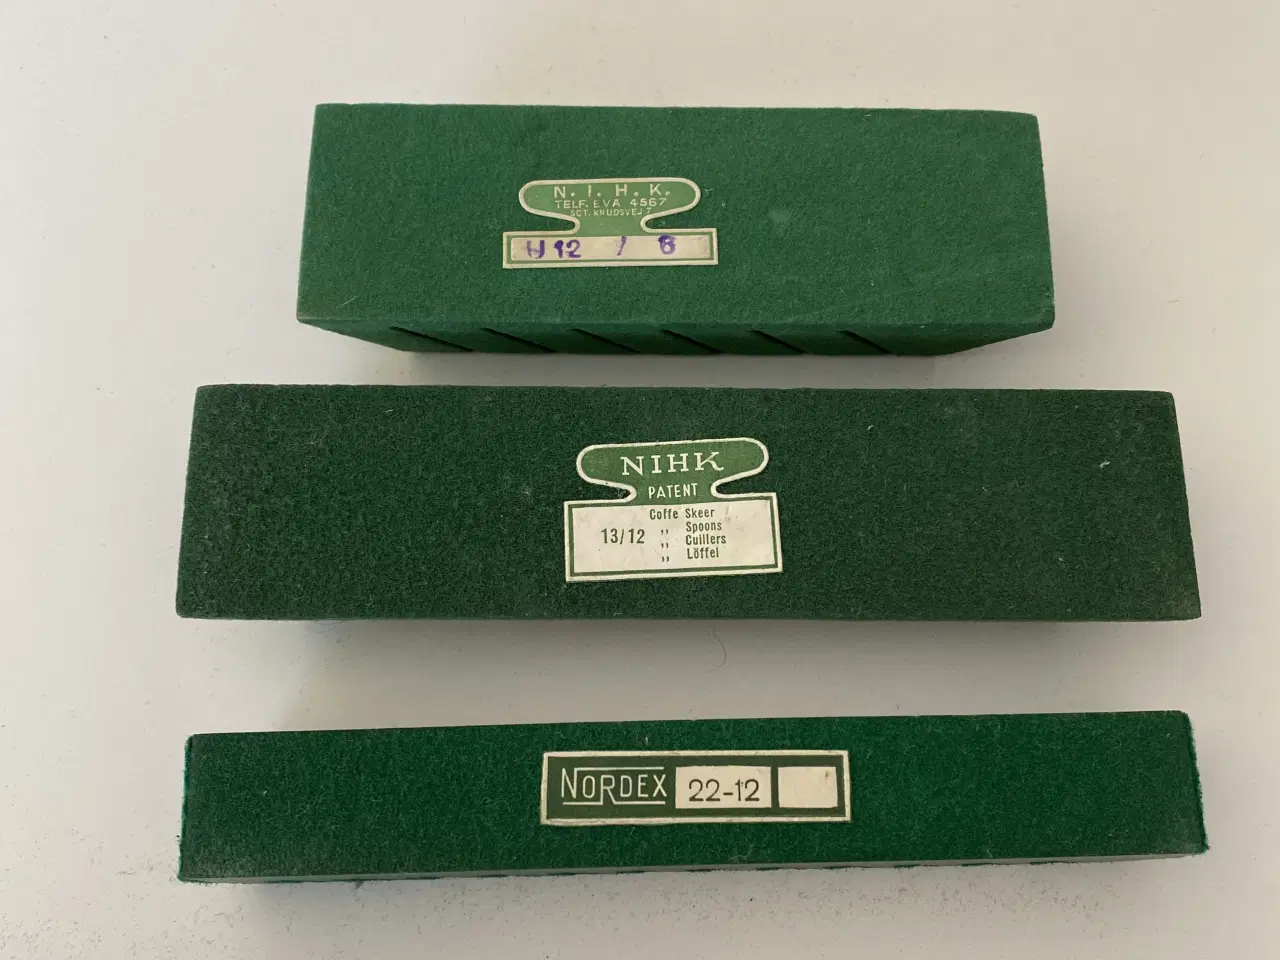 N. I. H. K.
TELF. EVA 4567
SCT. KNUDSVEJ 7
H 12 / 6
NIHK
PATENT
Coffe Skeer
13/12 ,, Spoons
,, Cuillers
,, Löffel
NORDEX 22-12